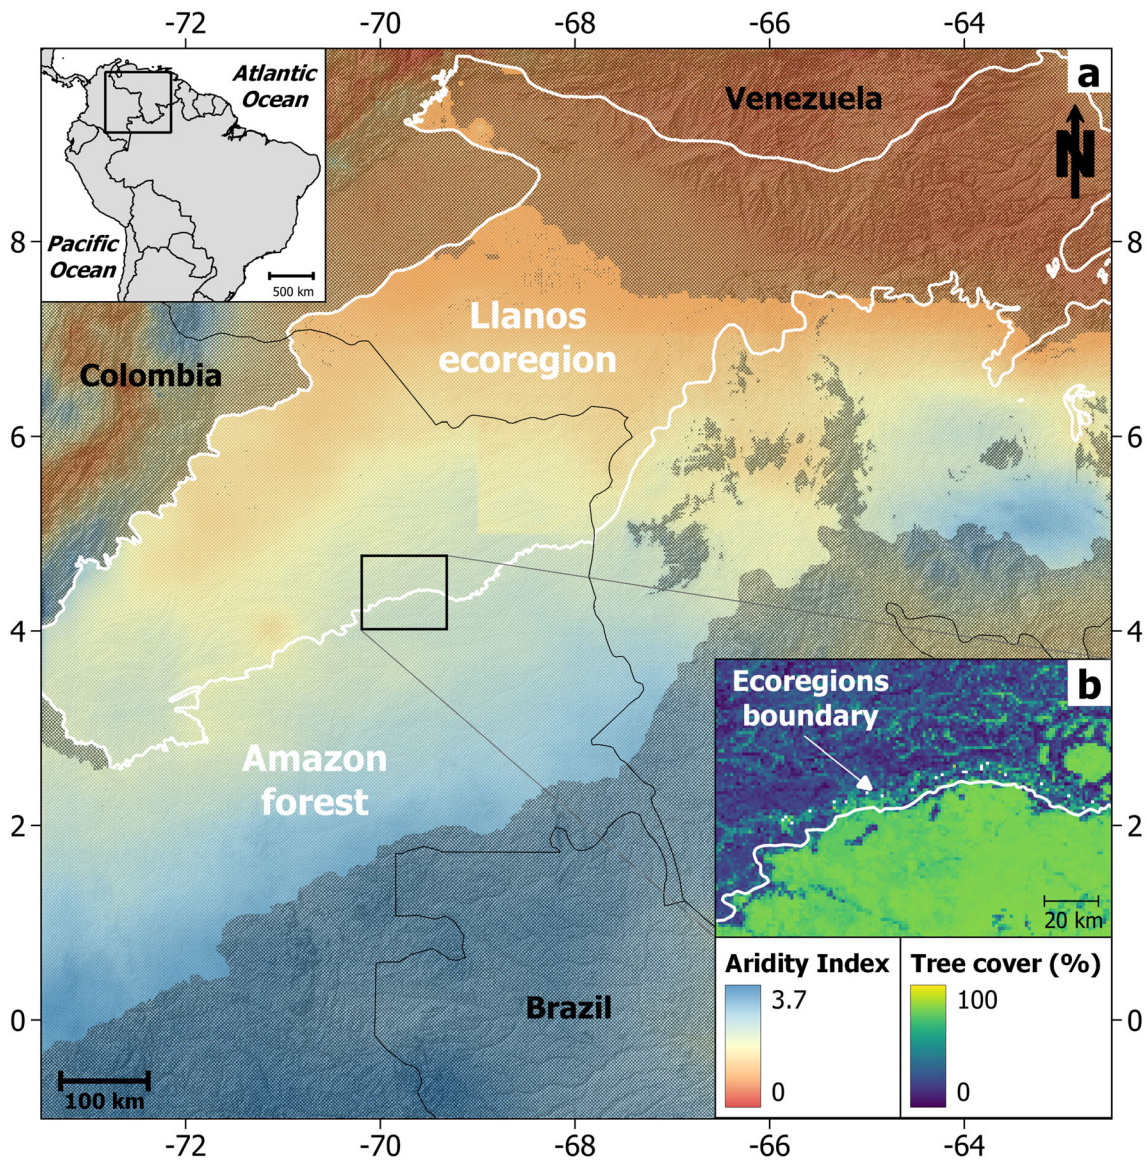 -72
-70
-68
-66
-64
Atlantic
Ocean
Pacific
Ocean
500 km
a
Venezuela
N
8
8
Llanos
ecoregion
Colombia
6
6
4
4
b
Ecoregions
boundary
20 km
Amazon
forest
2
2
Aridity Index
3.7
0
Tree cover (%)
100
0
Brazil
0
0
100 km
-72
-70
-68
-66
-64